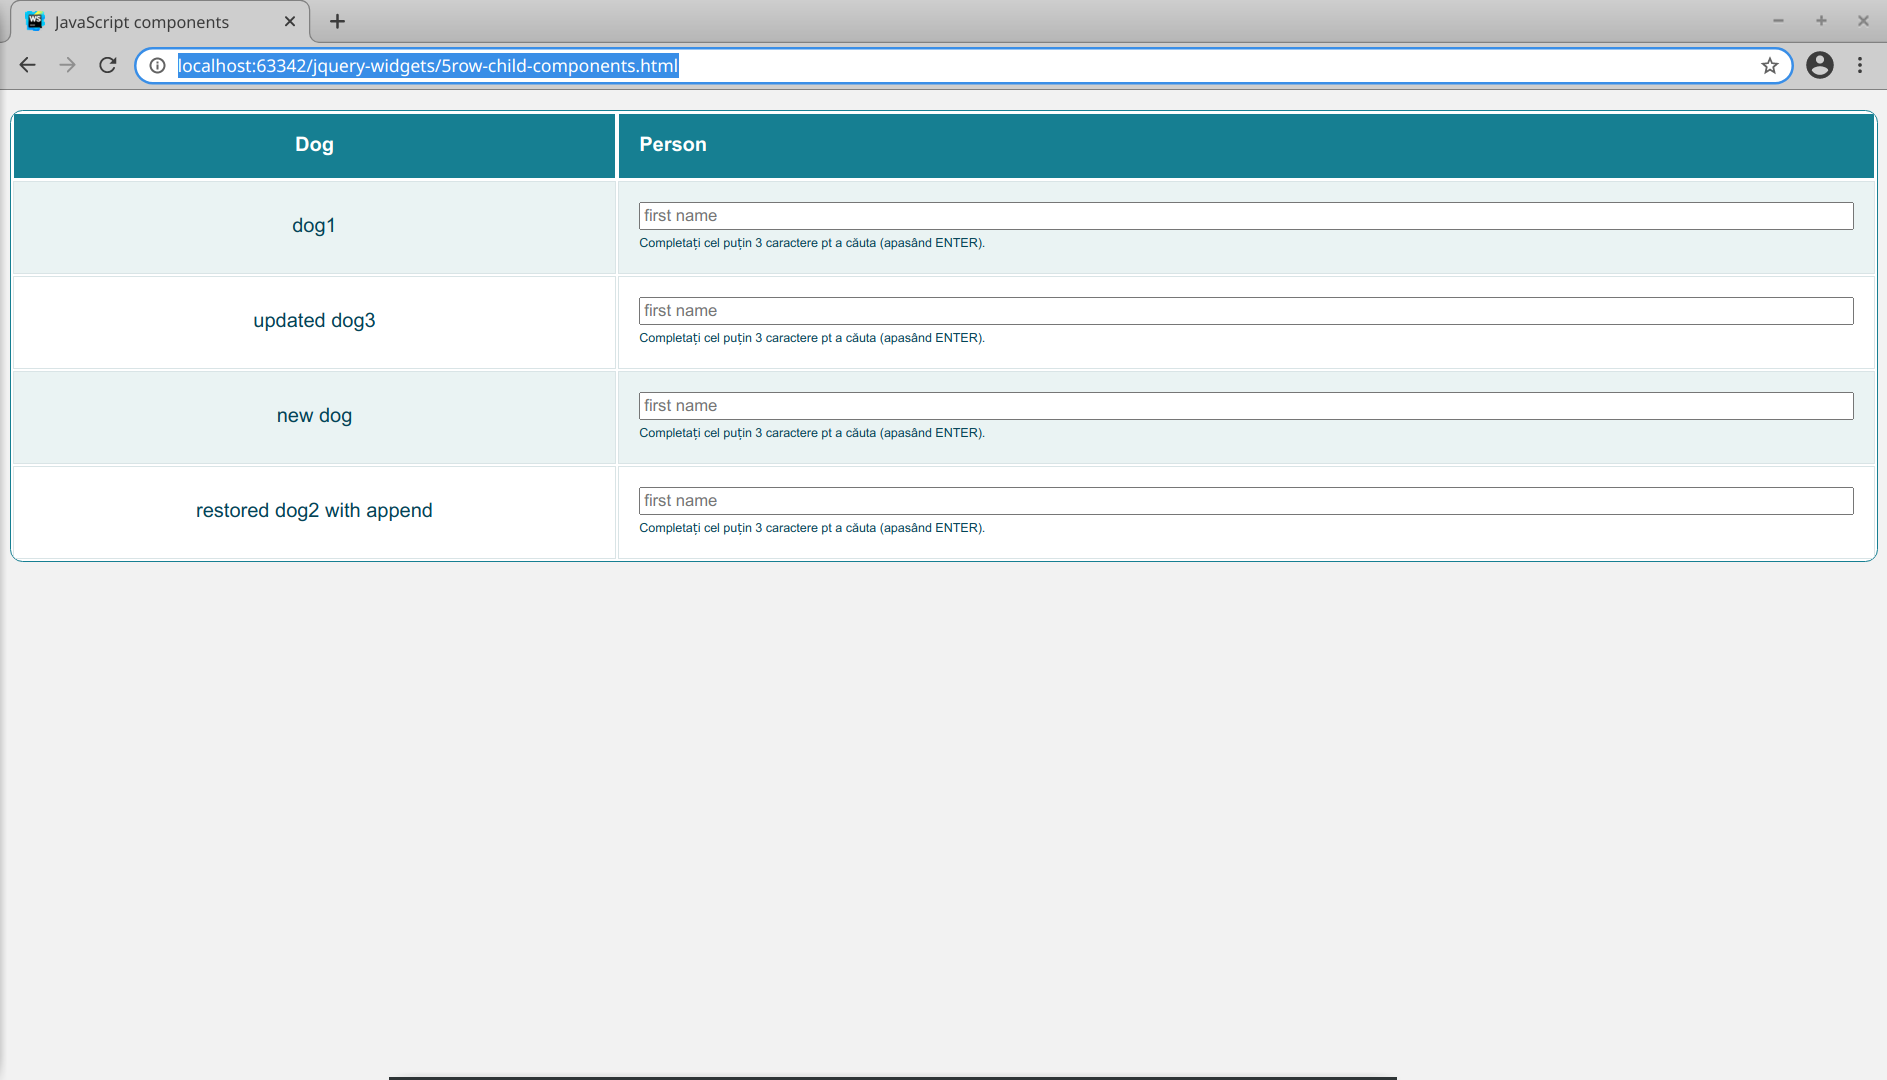 JavaScript components
localhost:63342/jquery-widgets/5row-child-components.html
Dog Person
dog1 first name
Completați cel puțin 3 caractere pt a căuta (apasând ENTER).
updated dog3 first name
Completați cel puțin 3 caractere pt a căuta (apasând ENTER).
new dog first name
Completați cel puțin 3 caractere pt a căuta (apasând ENTER).
restored dog2 with append first name
Completați cel puțin 3 caractere pt a căuta (apasând ENTER).